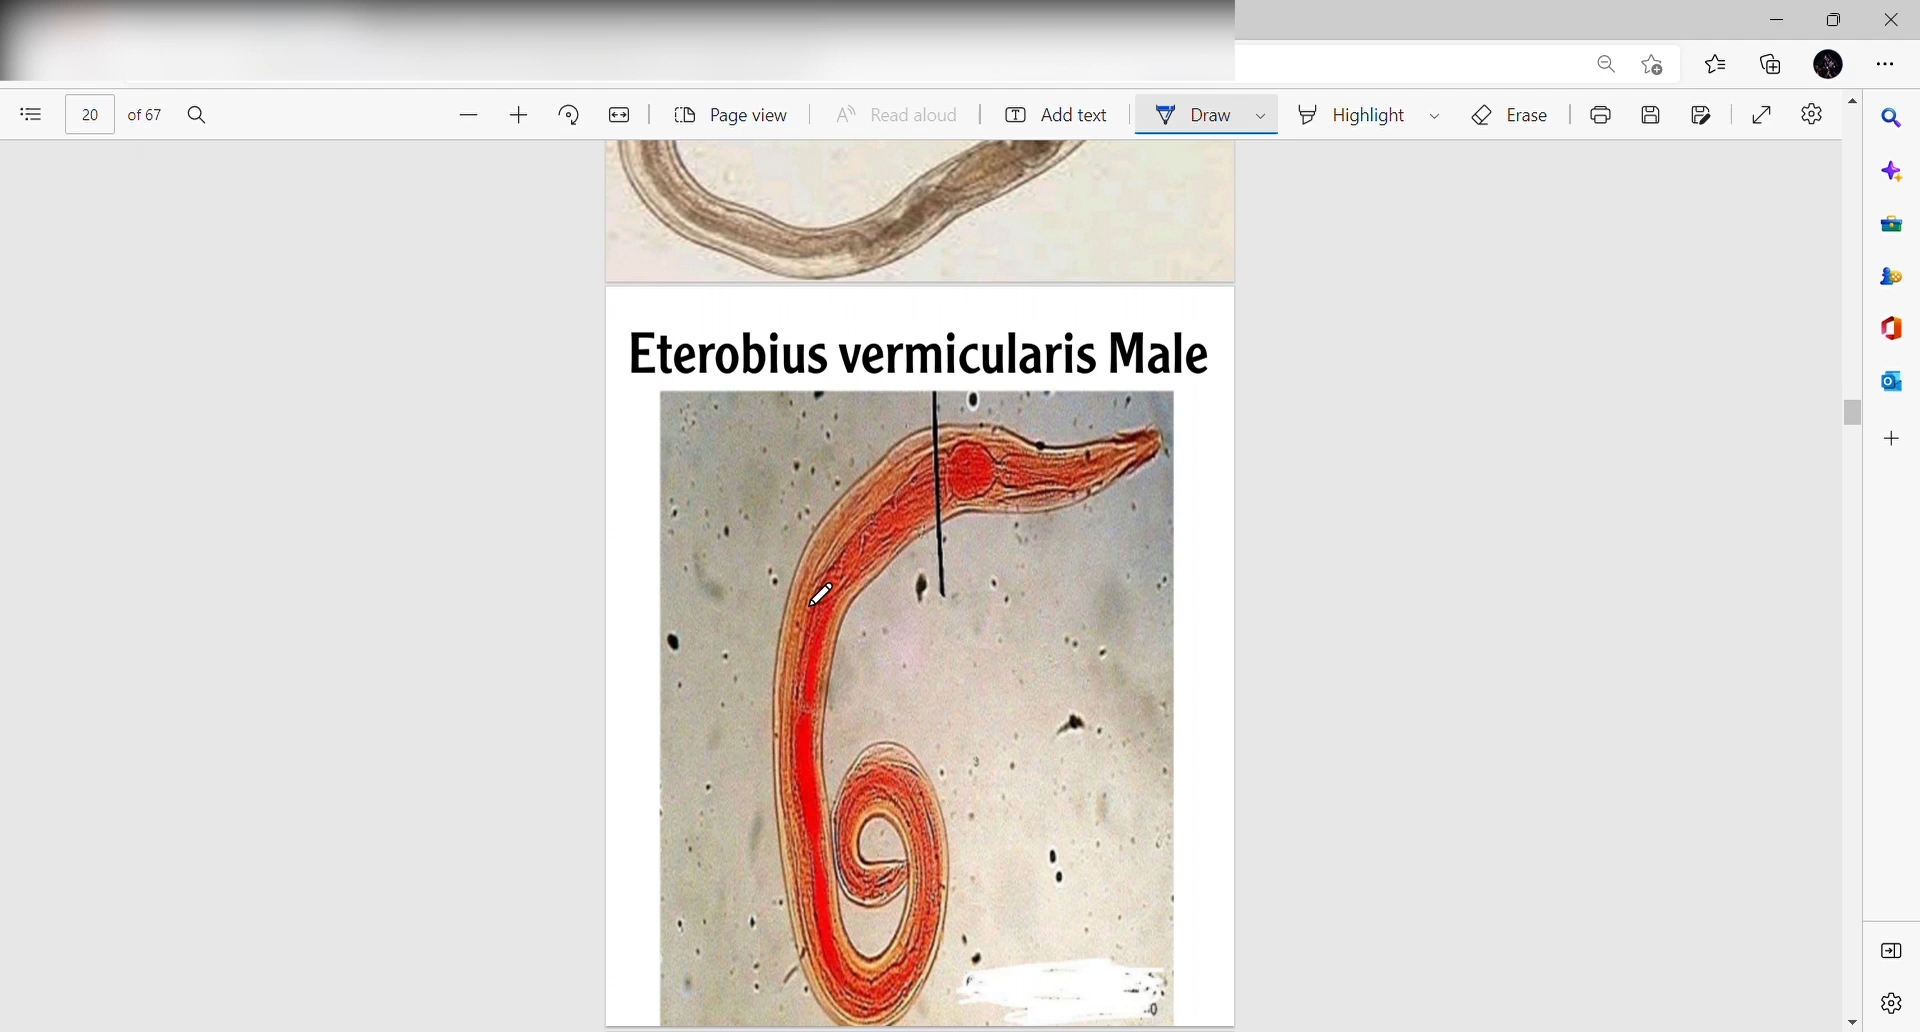 20 of 67
Page view
Read aloud
Add text
Draw
Highlight
Erase
Eterobius vermicularis Male